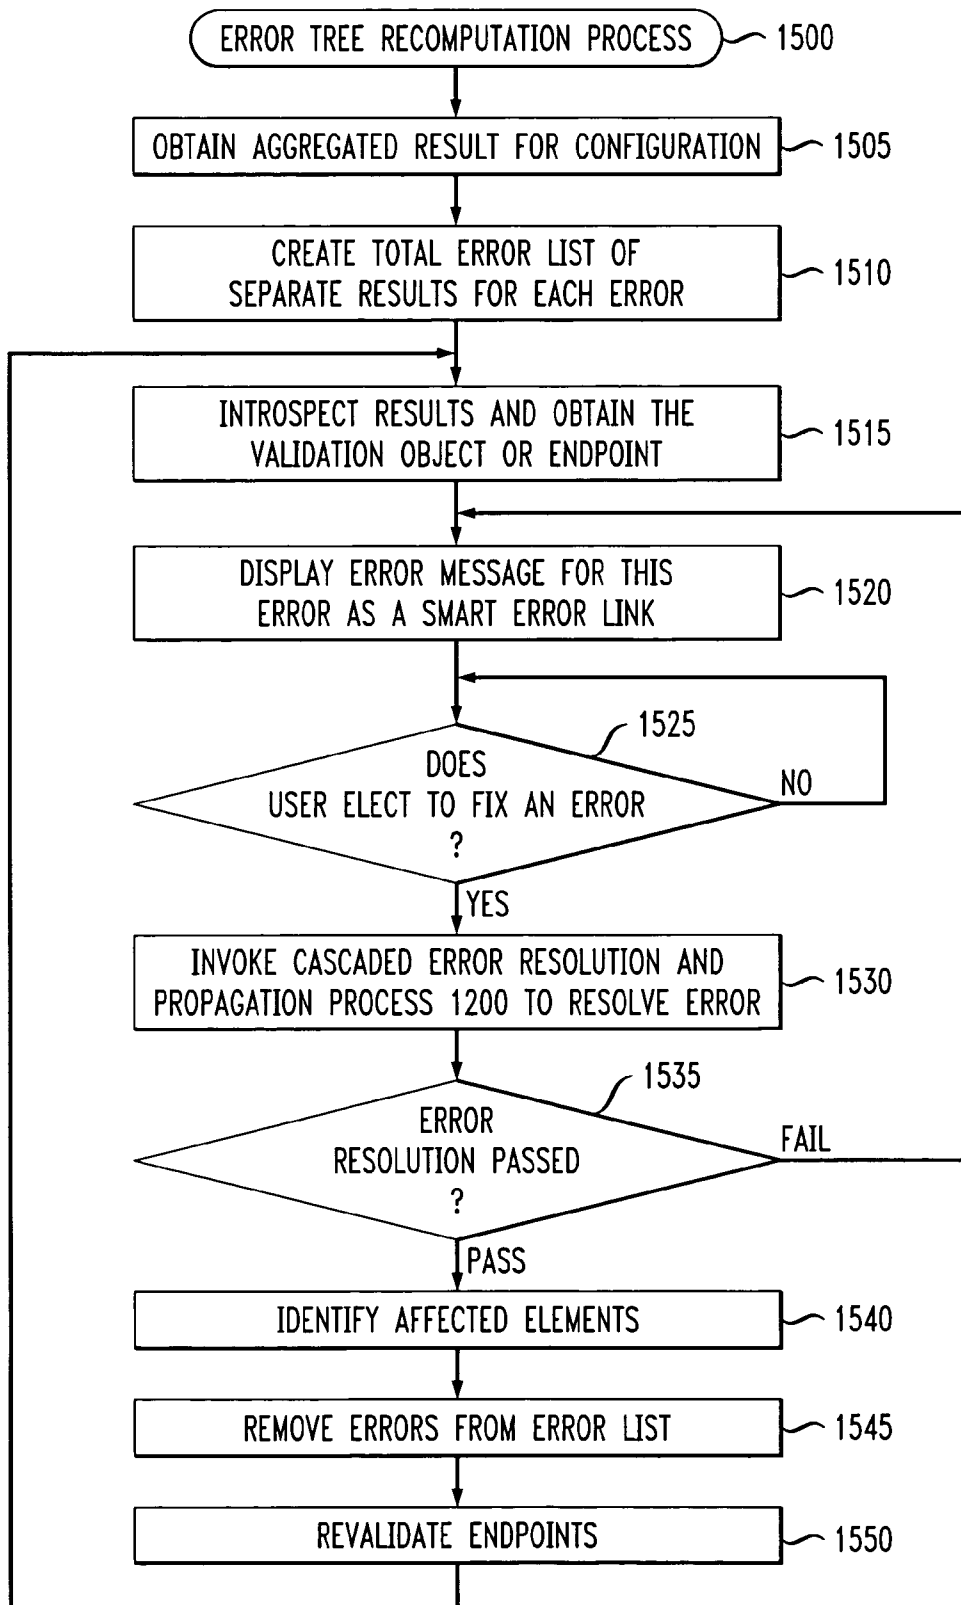 ERROR TREE RECOMPUTATION PROCESS 1500
OBTAIN AGGREGATED RESULT FOR CONFIGURATION 1505
CREATE TOTAL ERROR LIST OF
SEPARATE RESULTS FOR EACH ERROR 1510
INTROSPECT RESULTS AND OBTAIN THE
VALIDATION OBJECT OR ENDPOINT 1515
DISPLAY ERROR MESSAGE FOR THIS
ERROR AS A SMART ERROR LINK 1520
1525
DOES
USER ELECT TO FIX AN ERROR
?
NO
YES
INVOKE CASCADED ERROR RESOLUTION AND
PROPAGATION PROCESS 1200 TO RESOLVE ERROR 1530
1535
ERROR
RESOLUTION PASSED
?
FAIL
PASS
IDENTIFY AFFECTED ELEMENTS 1540
REMOVE ERRORS FROM ERROR LIST 1545
REVALIDATE ENDPOINTS 1550